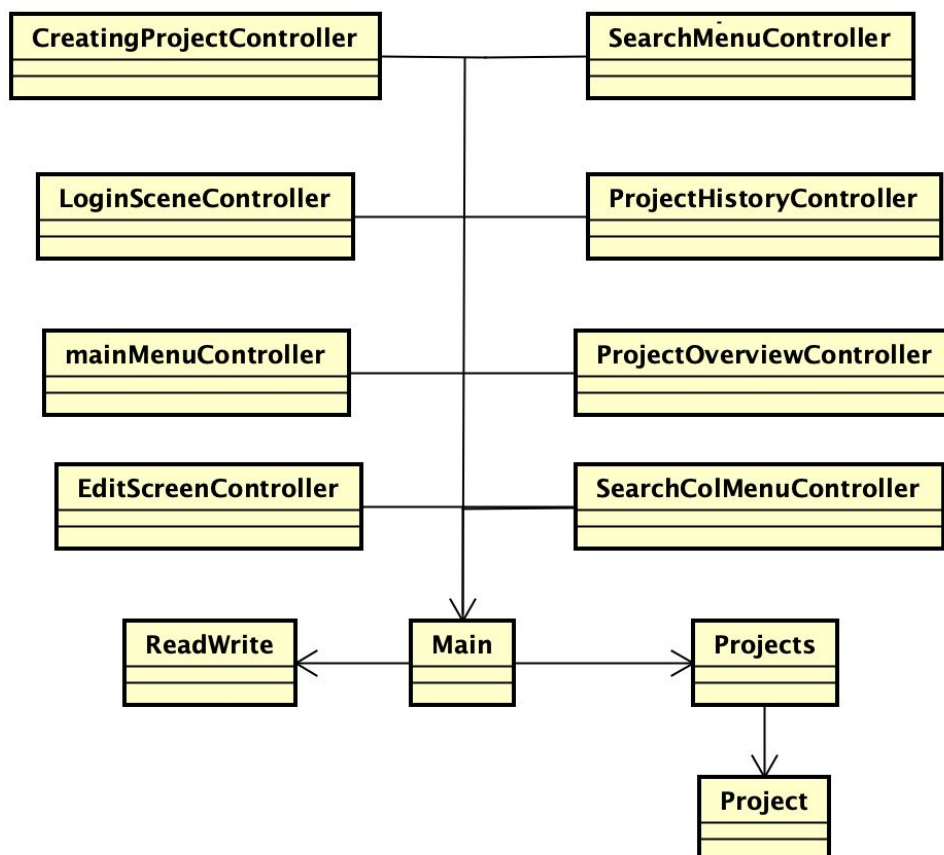 CreatingProjectController
SearchMenuController
LoginSceneController
ProjectHistoryController
mainMenuController
ProjectOverviewController
EditScreenController
SearchColMenuController
ReadWrite
Main
Projects
Project